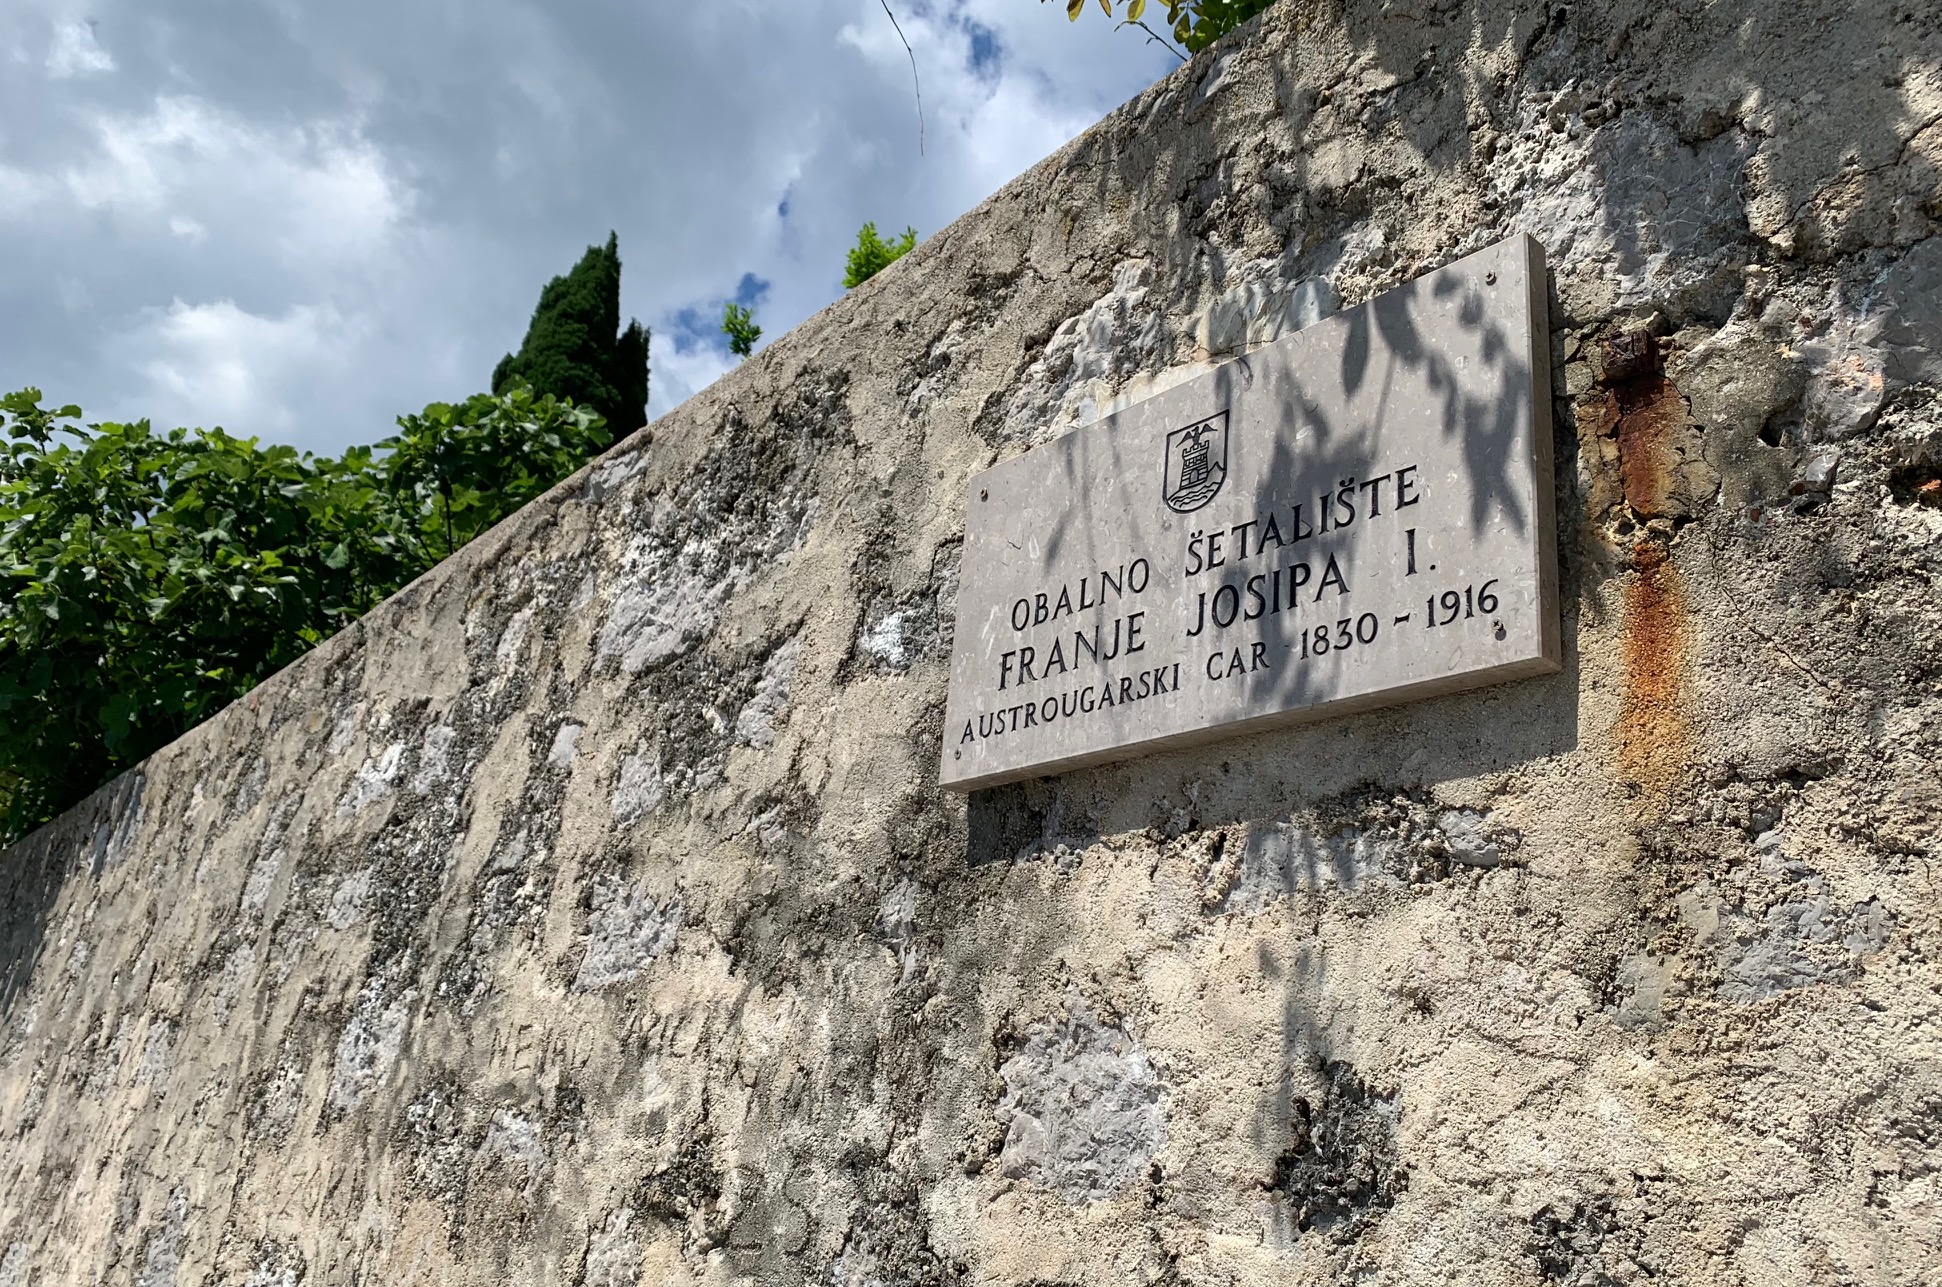 OBALNO ŠETALIŠTE
FRANJE JOSIPA I.
AUSTROUGARSKI CAR 1830 - 1916